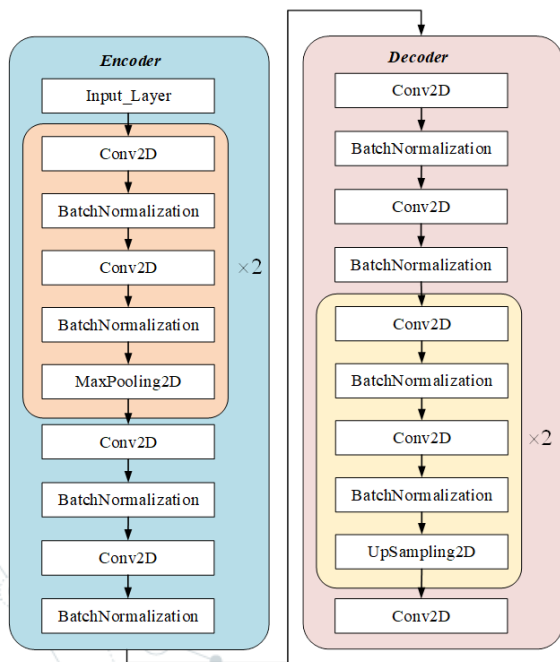 Encoder
Input_Layer
Conv2D
BatchNormalization
Conv2D
BatchNormalization
MaxPooling2D
×2
Conv2D
BatchNormalization
Conv2D
BatchNormalization
Decoder
Conv2D
BatchNormalization
Conv2D
BatchNormalization
Conv2D
BatchNormalization
Conv2D
BatchNormalization
UpSampling2D
×2
Conv2D